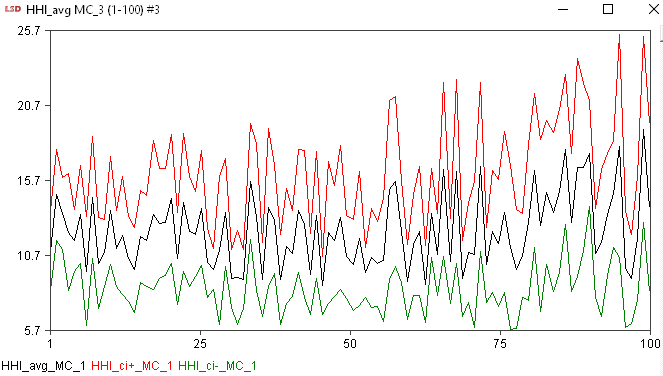 LSD HHI_avg MC_3 (1-100) #3
25.7
20.7
15.7
10.7
5.7
1 25 50 75 100
HHI_avg_MC_1 HHI_ci+_MC_1 HHI_ci-_MC_1